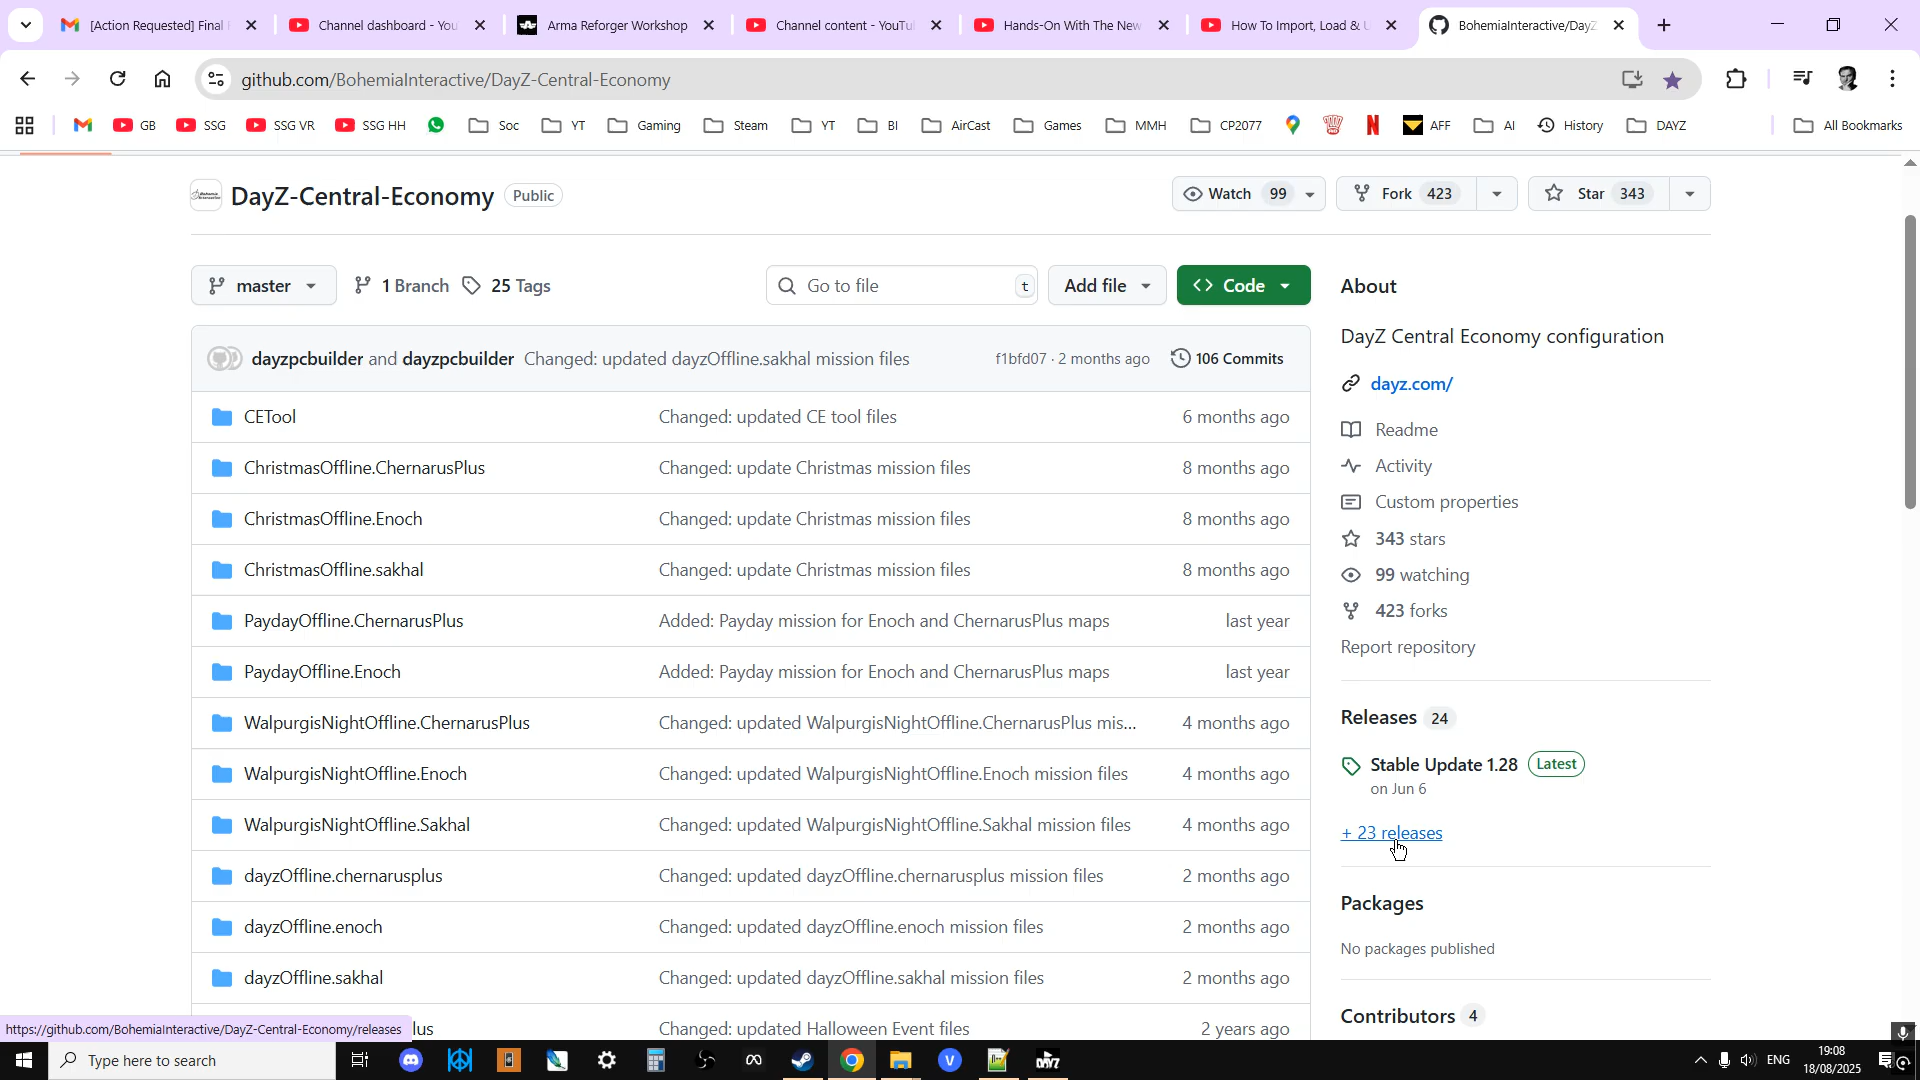 [Action Requested] Final
Channel dashboard - You
Arma Reforger Workshop
Channel content - YouTu
Hands-On With The New
How To Import, Load & U
BohemiaInteractive/DayZ
github.com/BohemiaInteractive/DayZ-Central-Economy
GB
SSG
SSG VR
SSG HH
Soc
YT
Gaming
Steam
YT
BI
AirCast
Games
MMH
CP2077
AFF
AI
History
DAYZ
All Bookmarks
DayZ-Central-Economy Public
Watch 99
Fork 423
Star 343
master
1 Branch
25 Tags
Go to file t
Add file
Code
dayzpcbuilder and dayzpcbuilder Changed: updated dayzOffline.sakhal mission files f1bfd07 · 2 months ago 106 Commits
CETool Changed: updated CE tool files 6 months ago
ChristmasOffline.ChernarusPlus Changed: update Christmas mission files 8 months ago
ChristmasOffline.Enoch Changed: update Christmas mission files 8 months ago
ChristmasOffline.sakhal Changed: update Christmas mission files 8 months ago
PaydayOffline.ChernarusPlus Added: Payday mission for Enoch and ChernarusPlus maps last year
PaydayOffline.Enoch Added: Payday mission for Enoch and ChernarusPlus maps last year
WalpurgisNightOffline.ChernarusPlus Changed: updated WalpurgisNightOffline.ChernarusPlus mis... 4 months ago
WalpurgisNightOffline.Enoch Changed: updated WalpurgisNightOffline.Enoch mission files 4 months ago
WalpurgisNightOffline.Sakhal Changed: updated WalpurgisNightOffline.Sakhal mission files 4 months ago
dayzOffline.chernarusplus Changed: updated dayzOffline.chernarusplus mission files 2 months ago
dayzOffline.enoch Changed: updated dayzOffline.enoch mission files 2 months ago
dayzOffline.sakhal Changed: updated dayzOffline.sakhal mission files 2 months ago
lus Changed: updated Halloween Event files 2 years ago
About
DayZ Central Economy configuration
dayz.com/
Readme
Activity
Custom properties
343 stars
99 watching
423 forks
Report repository
Releases 24
Stable Update 1.28 Latest
on Jun 6
+ 23 releases
Packages
No packages published
Contributors 4
https://github.com/BohemiaInteractive/DayZ-Central-Economy/releases
Type here to search
DAYZ
ENG
19:08
18/08/2025